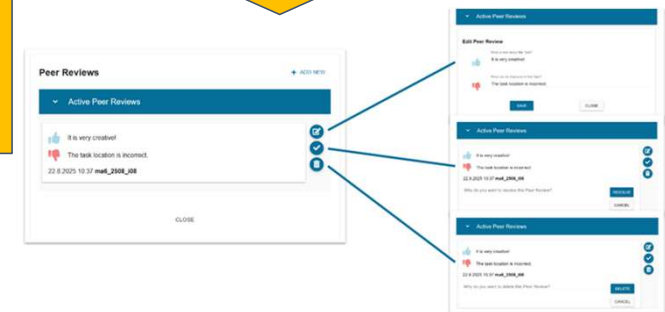 Peer Reviews
+ ADD NEW
Active Peer Reviews
It is very creative!
The task location is incorrect.
22.8.2025 10:37 ma6_2508_i08
CLOSE
Active Peer Reviews
Edit Peer Review
It is very creative!
The task location is incorrect.
SAVE
CLOSE
Active Peer Reviews
It is very creative!
The task location is incorrect.
22.8.2025 10:37 ma6_2508_i08
Why do you want to resolve this Peer Review?
RESOLVE
CANCEL
Active Peer Reviews
It is very creative!
The task location is incorrect.
22.8.2025 10:37 ma6_2508_i08
Why do you want to delete this Peer Review?
DELETE
CANCEL